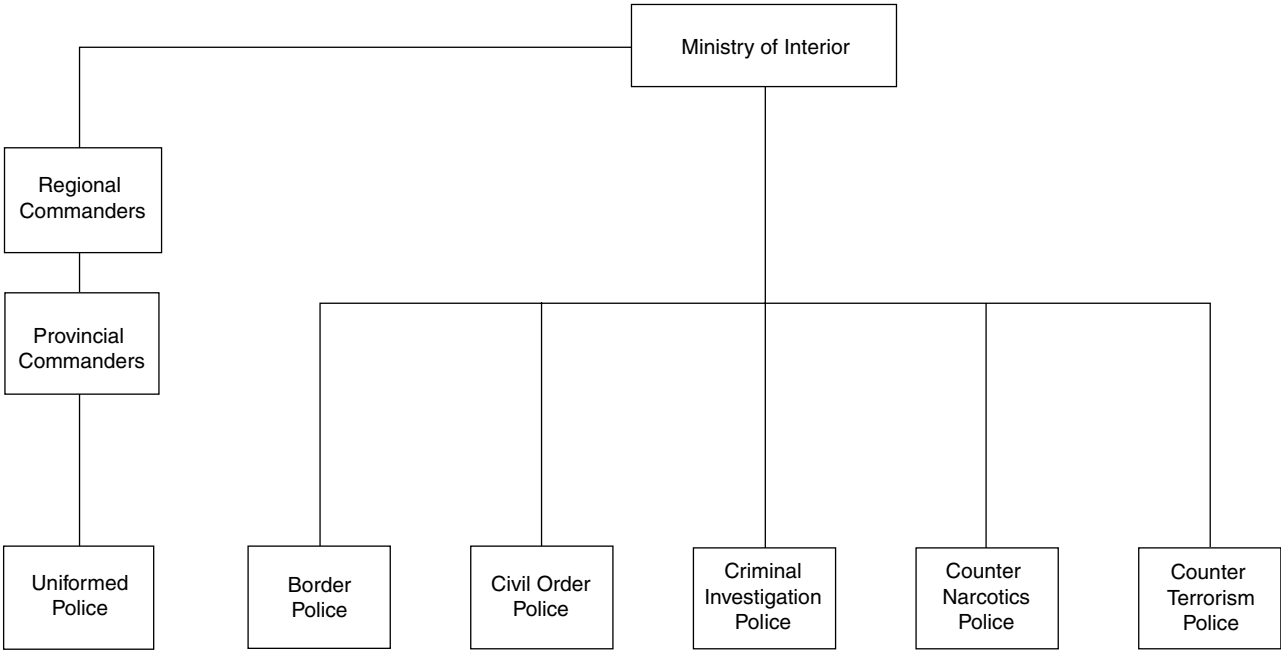 Ministry of Interior
Regional
Commanders
Provincial
Commanders
Uniformed
Police
Border
Police
Civil Order
Police
Criminal
Investigation
Police
Counter
Narcotics
Police
Counter
Terrorism
Police